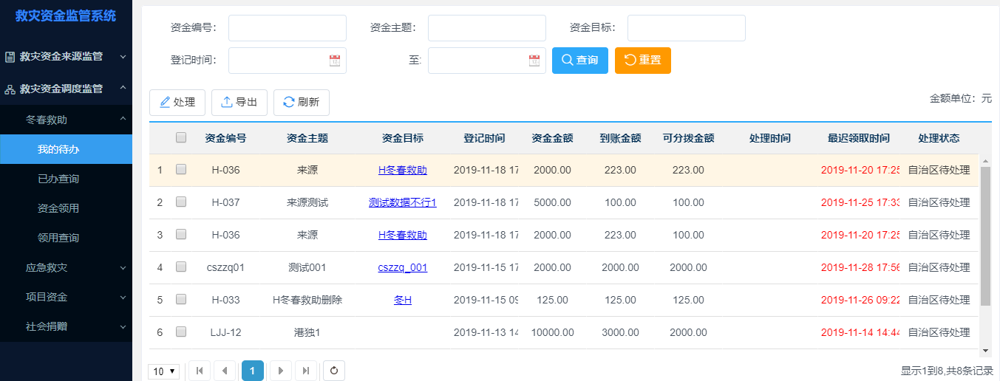 救灾资金监管系统
救灾资金来源监管
救灾资金调度监管
冬春救助
我的待办
已办查询
资金领用
领用查询
应急救灾
项目资金
社会捐赠
资金编号： 资金主题： 资金目标：
登记时间： 至: 查询 重置
处理 导出 刷新 金额单位：元
资金编号 资金主题 资金目标 登记时间 资金金额 到账金额 可分拨金额 处理时间 最迟领取时间 处理状态
1 H-036 来源 H冬春救助 2019-11-18 17 2000.00 223.00 223.00 2019-11-20 17:25 自治区待处理
2 H-037 来源测试 测试数据不行1 2019-11-18 17 5000.00 100.00 100.00 2019-11-25 17:33 自治区待处理
3 H-036 来源 H冬春救助 2019-11-18 17 2000.00 223.00 100.00 2019-11-20 17:25 自治区待处理
4 cszzq01 测试001 cszzq_001 2019-11-15 17 2000.00 2000.00 2000.00 2019-11-28 17:56 自治区待处理
5 H-033 H冬春救助删除 冬H 2019-11-15 09 125.00 125.00 125.00 2019-11-26 09:22 自治区待处理
6 LJJ-12 港独1 2019-11-13 14 10000.00 3000.00 2000.00 2019-11-14 14:44 自治区待处理
10 1 显示1到8,共8条记录